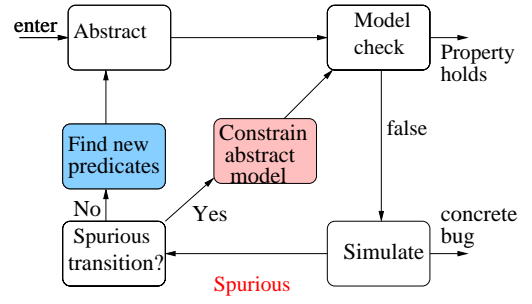 enter
Abstract
Model
check
Property
holds
Find new
predicates
Constrain
abstract
model
false
No
Yes
concrete
bug
Spurious
transition?
Simulate
Spurious